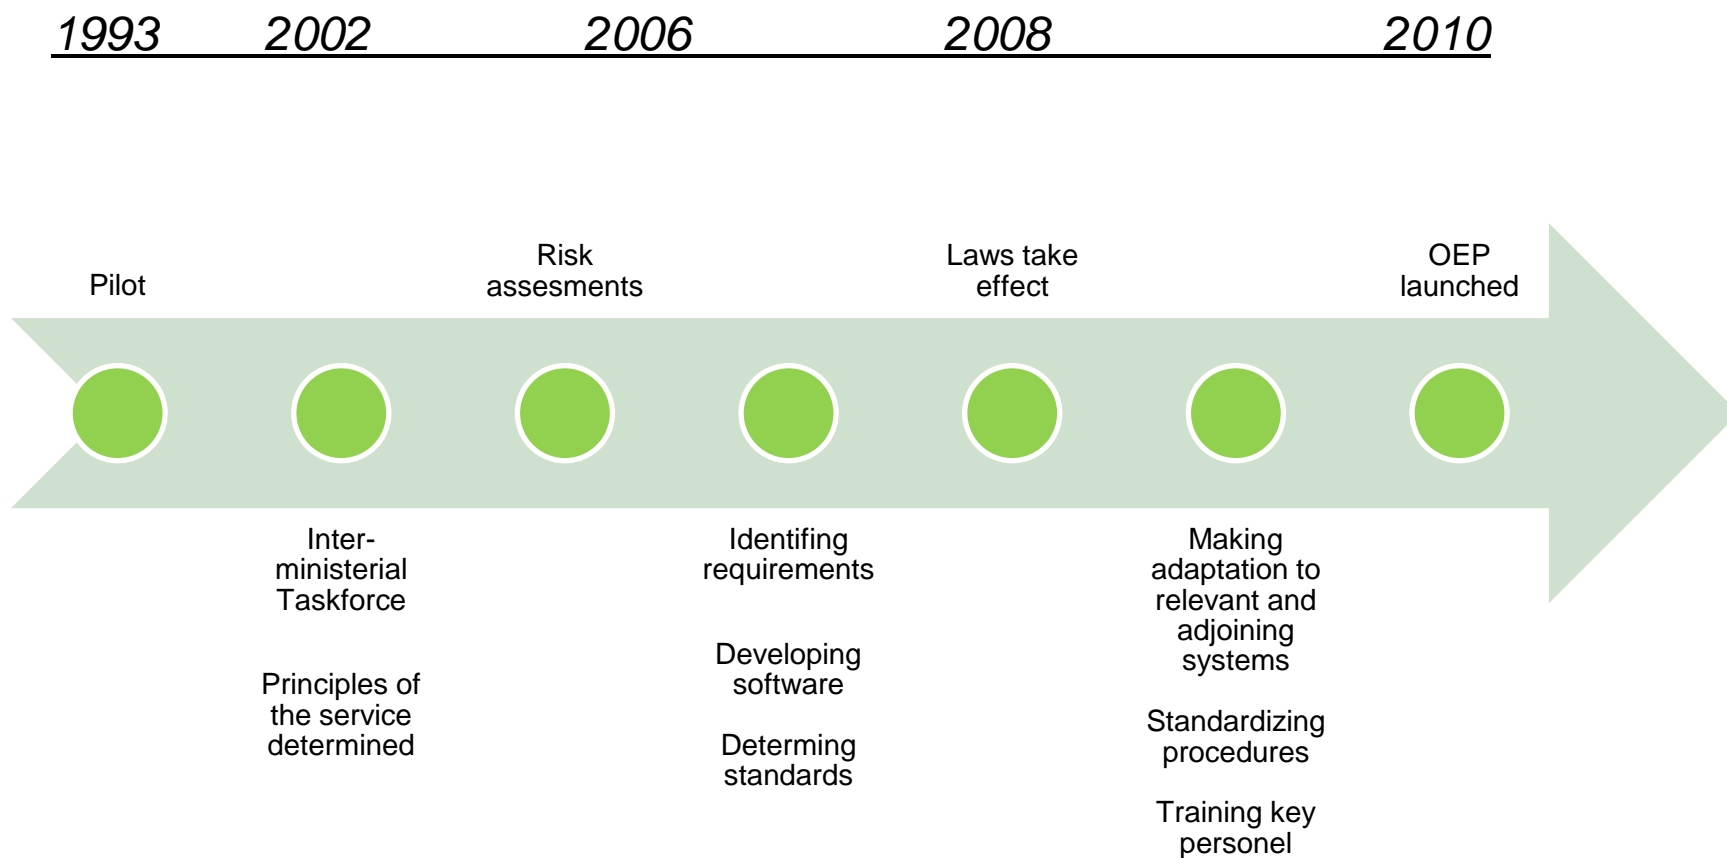 1993 2002 2006 2008 2010
Pilot
Risk
assesments
Laws take
effect
OEP
launched
Inter-
ministerial
Taskforce
Principles of
the service
determined
Identifing
requirements
Developing
software
Determing
standards
Making
adaptation to
relevant and
adjoining
systems
Standardizing
procedures
Training key
personel